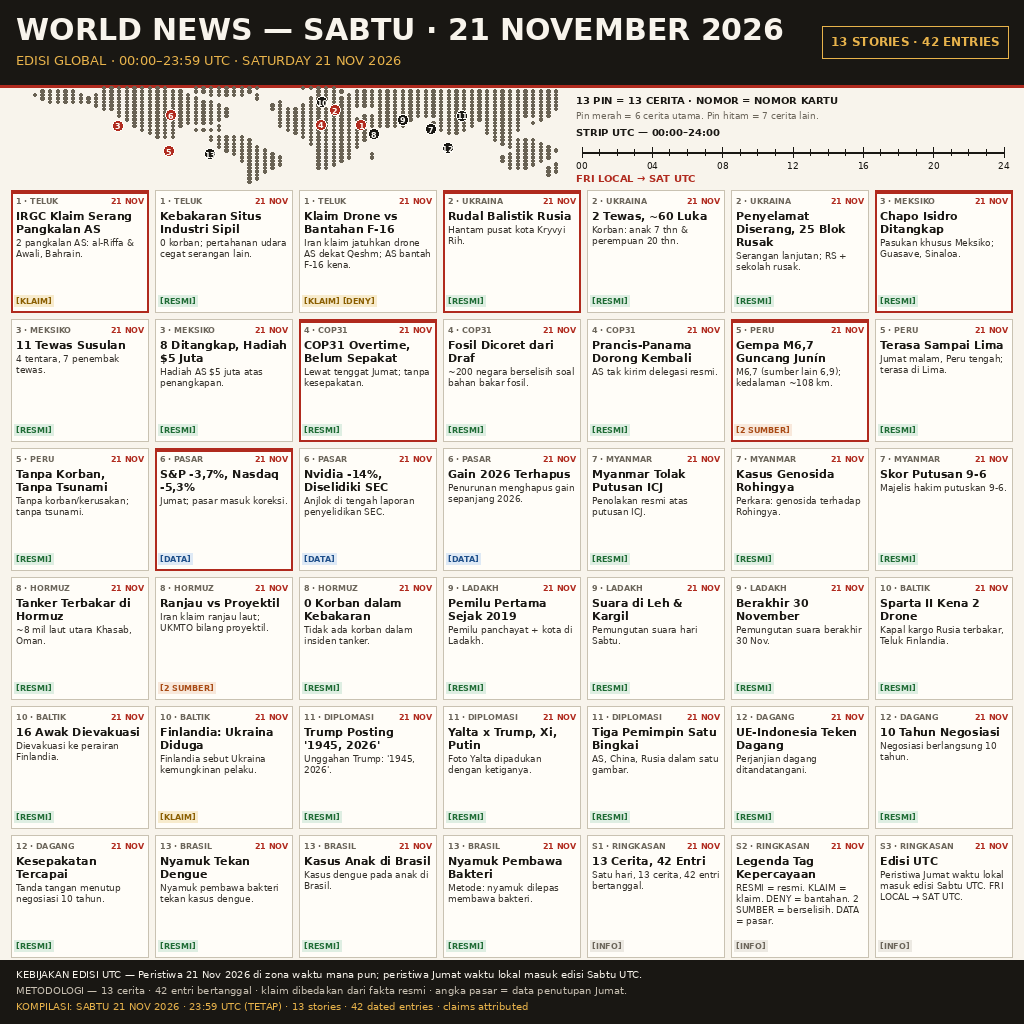 WORLD NEWS — SABTU · 21 NOVEMBER 2026
EDISI GLOBAL · 00:00–23:59 UTC · SATURDAY 21 NOV 2026
13 STORIES · 42 ENTRIES
10
2
6
3
4
1
9
11
8
7
5
13
12
13 PIN = 13 CERITA · NOMOR = NOMOR KARTU
Pin merah = 6 cerita utama. Pin hitam = 7 cerita lain.
STRIP UTC — 00:00–24:00
00 04 08 12 16 20 24
FRI LOCAL → SAT UTC
1 · TELUK 21 NOV
IRGC Klaim Serang
Pangkalan AS
2 pangkalan AS: al-Riffa &
Awali, Bahrain.
[KLAIM]
1 · TELUK 21 NOV
Kebakaran Situs
Industri Sipil
0 korban; pertahanan udara
cegat serangan lain.
[RESMI]
1 · TELUK 21 NOV
Klaim Drone vs
Bantahan F-16
Iran klaim jatuhkan drone
AS dekat Qeshm; AS bantah
F-16 kena.
[KLAIM] [DENY]
2 · UKRAINA 21 NOV
Rudal Balistik Rusia
Hantam pusat kota Kryvyi
Rih.
[RESMI]
2 · UKRAINA 21 NOV
2 Tewas, ~60 Luka
Korban: anak 7 thn &
perempuan 20 thn.
[RESMI]
2 · UKRAINA 21 NOV
Penyelamat
Diserang, 25 Blok
Rusak
Serangan lanjutan; RS +
sekolah rusak.
[RESMI]
3 · MEKSIKO 21 NOV
Chapo Isidro
Ditangkap
Pasukan khusus Meksiko;
Guasave, Sinaloa.
[RESMI]
3 · MEKSIKO 21 NOV
11 Tewas Susulan
4 tentara, 7 penembak
tewas.
[RESMI]
3 · MEKSIKO 21 NOV
8 Ditangkap, Hadiah
$5 Juta
Hadiah AS $5 juta atas
penangkapan.
[RESMI]
4 · COP31 21 NOV
COP31 Overtime,
Belum Sepakat
Lewat tenggat Jumat; tanpa
kesepakatan.
[RESMI]
4 · COP31 21 NOV
Fosil Dicoret dari
Draf
~200 negara berselisih soal
bahan bakar fosil.
[RESMI]
4 · COP31 21 NOV
Prancis-Panama
Dorong Kembali
AS tak kirim delegasi resmi.
[RESMI]
5 · PERU 21 NOV
Gempa M6,7
Guncang Junín
M6,7 (sumber lain 6,9);
kedalaman ~108 km.
[2 SUMBER]
5 · PERU 21 NOV
Terasa Sampai Lima
Jumat malam, Peru tengah;
terasa di Lima.
[RESMI]
5 · PERU 21 NOV
Tanpa Korban,
Tanpa Tsunami
Tanpa korban/kerusakan;
tanpa tsunami.
[RESMI]
6 · PASAR 21 NOV
S&P -3,7%, Nasdaq
-5,3%
Jumat; pasar masuk koreksi.
[DATA]
6 · PASAR 21 NOV
Nvidia -14%,
Diselidiki SEC
Anjlok di tengah laporan
penyelidikan SEC.
[DATA]
6 · PASAR 21 NOV
Gain 2026 Terhapus
Penurunan menghapus gain
sepanjang 2026.
[DATA]
7 · MYANMAR 21 NOV
Myanmar Tolak
Putusan ICJ
Penolakan resmi atas
putusan ICJ.
[RESMI]
7 · MYANMAR 21 NOV
Kasus Genosida
Rohingya
Perkara: genosida terhadap
Rohingya.
[RESMI]
7 · MYANMAR 21 NOV
Skor Putusan 9-6
Majelis hakim putuskan 9-6.
[RESMI]
8 · HORMUZ 21 NOV
Tanker Terbakar di
Hormuz
~8 mil laut utara Khasab,
Oman.
[RESMI]
8 · HORMUZ 21 NOV
Ranjau vs Proyektil
Iran klaim ranjau laut;
UKMTO bilang proyektil.
[2 SUMBER]
8 · HORMUZ 21 NOV
0 Korban dalam
Kebakaran
Tidak ada korban dalam
insiden tanker.
[RESMI]
9 · LADAKH 21 NOV
Pemilu Pertama
Sejak 2019
Pemilu panchayat + kota di
Ladakh.
[RESMI]
9 · LADAKH 21 NOV
Suara di Leh &
Kargil
Pemungutan suara hari
Sabtu.
[RESMI]
9 · LADAKH 21 NOV
Berakhir 30
November
Pemungutan suara berakhir
30 Nov.
[RESMI]
10 · BALTIK 21 NOV
Sparta II Kena 2
Drone
Kapal kargo Rusia terbakar,
Teluk Finlandia.
[RESMI]
10 · BALTIK 21 NOV
16 Awak Dievakuasi
Dievakuasi ke perairan
Finlandia.
[RESMI]
10 · BALTIK 21 NOV
Finlandia: Ukraina
Diduga
Finlandia sebut Ukraina
kemungkinan pelaku.
[KLAIM]
11 · DIPLOMASI 21 NOV
Trump Posting
'1945, 2026'
Unggahan Trump: '1945,
2026'.
[RESMI]
11 · DIPLOMASI 21 NOV
Yalta x Trump, Xi,
Putin
Foto Yalta dipadukan
dengan ketiganya.
[RESMI]
11 · DIPLOMASI 21 NOV
Tiga Pemimpin Satu
Bingkai
AS, China, Rusia dalam satu
gambar.
[RESMI]
12 · DAGANG 21 NOV
UE-Indonesia Teken
Dagang
Perjanjian dagang
ditandatangani.
[RESMI]
12 · DAGANG 21 NOV
10 Tahun Negosiasi
Negosiasi berlangsung 10
tahun.
[RESMI]
12 · DAGANG 21 NOV
Kesepakatan
Tercapai
Tanda tangan menutup
negosiasi 10 tahun.
[RESMI]
13 · BRASIL 21 NOV
Nyamuk Tekan
Dengue
Nyamuk pembawa bakteri
tekan kasus dengue.
[RESMI]
13 · BRASIL 21 NOV
Kasus Anak di Brasil
Kasus dengue pada anak di
Brasil.
[RESMI]
13 · BRASIL 21 NOV
Nyamuk Pembawa
Bakteri
Metode: nyamuk dilepas
membawa bakteri.
[RESMI]
S1 · RINGKASAN 21 NOV
13 Cerita, 42 Entri
Satu hari, 13 cerita, 42 entri
bertanggal.
[INFO]
S2 · RINGKASAN 21 NOV
Legenda Tag
Kepercayaan
RESMI = resmi. KLAIM =
klaim. DENY = bantahan. 2
SUMBER = berselisih. DATA
= pasar.
[INFO]
S3 · RINGKASAN 21 NOV
Edisi UTC
Peristiwa Jumat waktu lokal
masuk edisi Sabtu UTC. FRI
LOCAL → SAT UTC.
[INFO]
KEBIJAKAN EDISI UTC — Peristiwa 21 Nov 2026 di zona waktu mana pun; peristiwa Jumat waktu lokal masuk edisi Sabtu UTC.
METODOLOGI — 13 cerita · 42 entri bertanggal · klaim dibedakan dari fakta resmi · angka pasar = data penutupan Jumat.
KOMPILASI: SABTU 21 NOV 2026 · 23:59 UTC (TETAP) · 13 stories · 42 dated entries · claims attributed